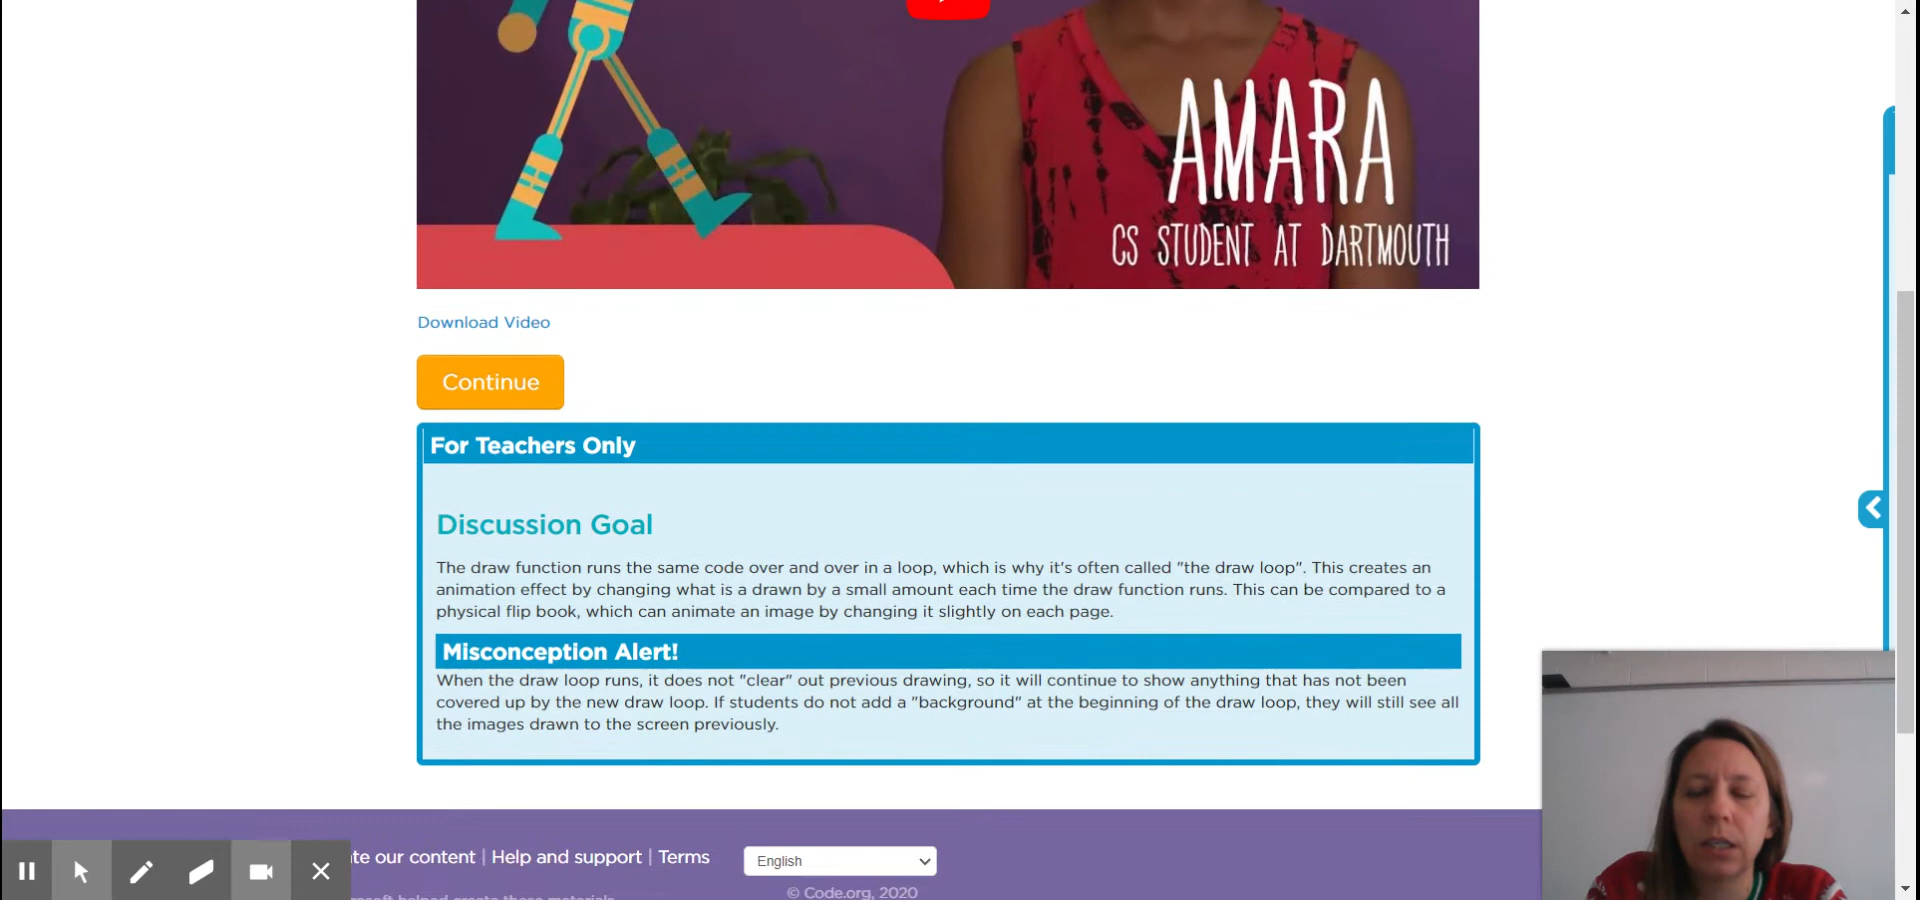 AMARA
CS STUDENT AT DARTMOUTH
Download Video
Continue
For Teachers Only
Discussion Goal
The draw function runs the same code over and over in a loop, which is why it's often called "the draw loop". This creates an
animation effect by changing what is a drawn by a small amount each time the draw function runs. This can be compared to a
physical flip book, which can animate an image by changing it slightly on each page.
Misconception Alert!
When the draw loop runs, it does not "clear" out previous drawing, so it will continue to show anything that has not been
covered up by the new draw loop. If students do not add a "background" at the beginning of the draw loop, they will still see all
the images drawn to the screen previously.
our content | Help and support | Terms
English
© Code.org, 2020
helped create these materials